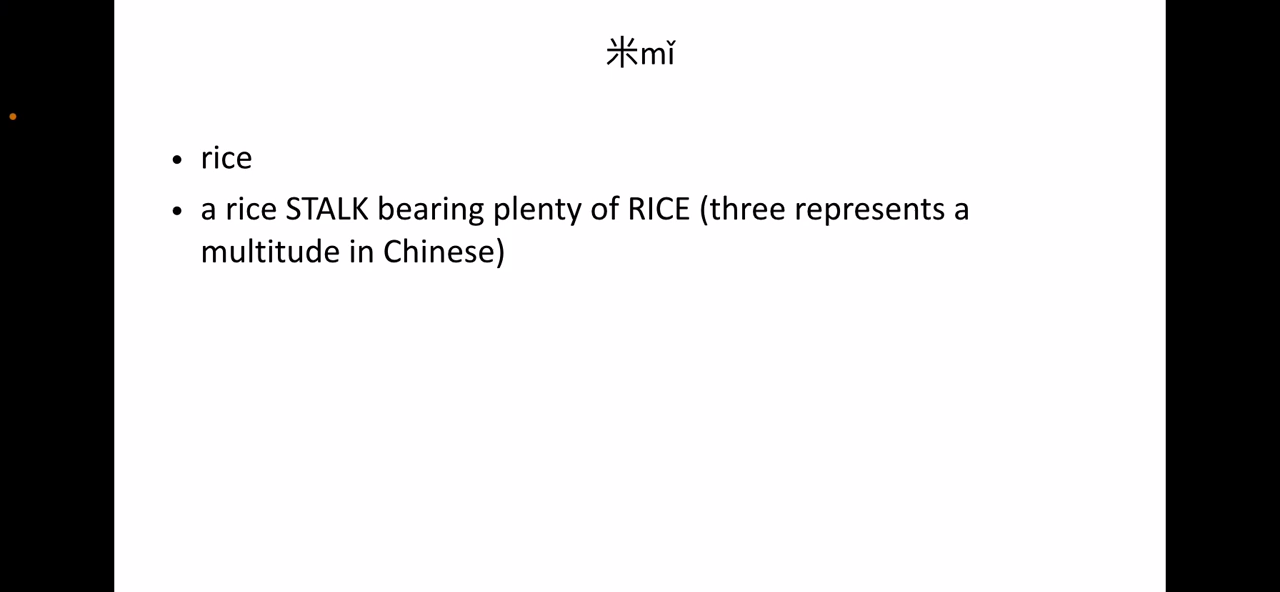 米mǐ
• rice
• a rice STALK bearing plenty of RICE (three represents a
multitude in Chinese)